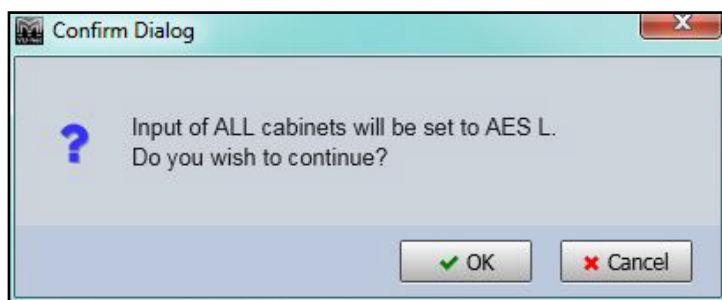 Confirm Dialog
Input of ALL cabinets will be set to AES L.
Do you wish to continue?
OK
Cancel